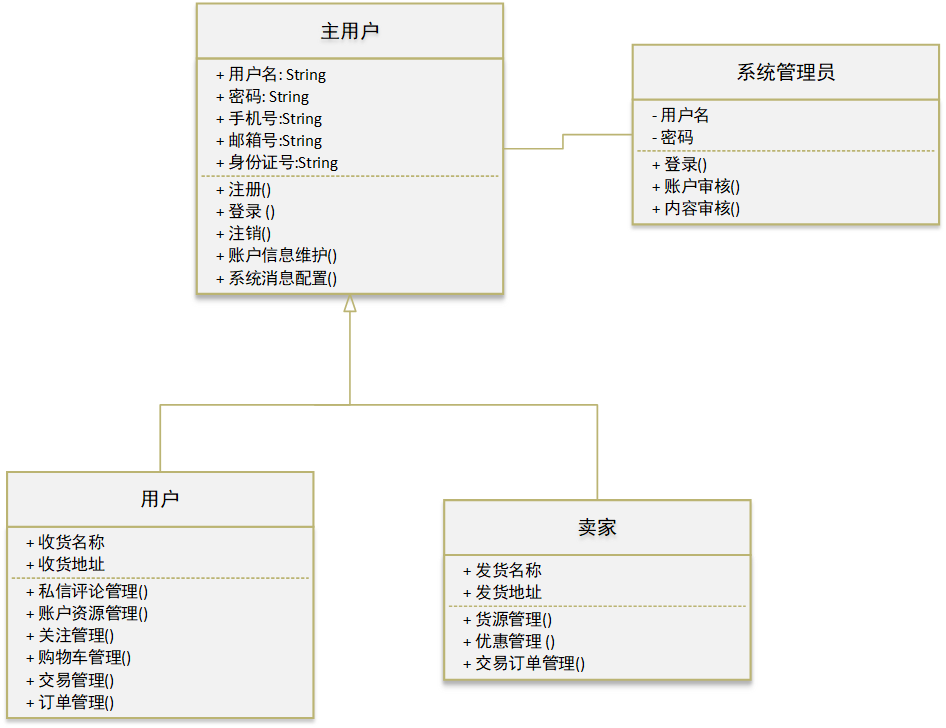 主用户
+ 用户名: String
+ 密码: String
+ 手机号:String
+ 邮箱号:String
+ 身份证号:String
+ 注册()
+ 登录 ()
+ 注销()
+ 账户信息维护()
+ 系统消息配置()
系统管理员
- 用户名
- 密码
+ 登录()
+ 账户审核()
+ 内容审核()
用户
+ 收货名称
+ 收货地址
+ 私信评论管理()
+ 账户资源管理()
+ 关注管理()
+ 购物车管理()
+ 交易管理()
+ 订单管理()
卖家
+ 发货名称
+ 发货地址
+ 货源管理()
+ 优惠管理 ()
+ 交易订单管理()